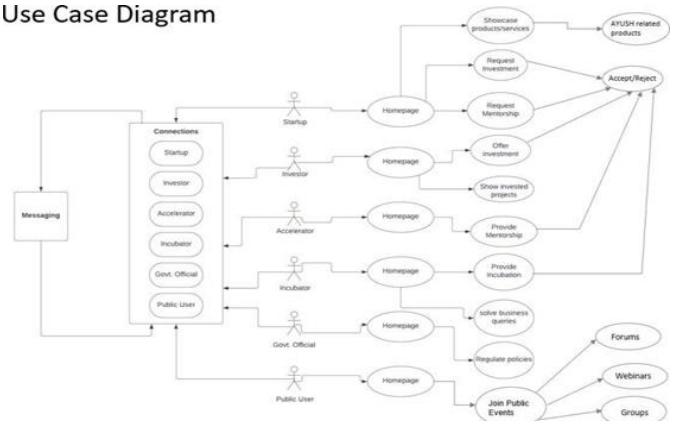 Use Case Diagram
Showcase
products/services
AYUSH related
products
Request
Investment
Accept/Reject
Request
Mentorship
Startup
Homepage
Connections
Startup
Investor
Accelerator
Incubator
Govt. Official
Public User
Messaging
Offer
investment
Investor
Homepage
Show invested
projects
Accelerator
Homepage
Provide
Mentorship
Incubator
Homepage
Provide
Incubation
solve business
queries
Govt. Official
Homepage
Regulate policies
Public User
Homepage
Join Public
Events
Forums
Webinars
Groups